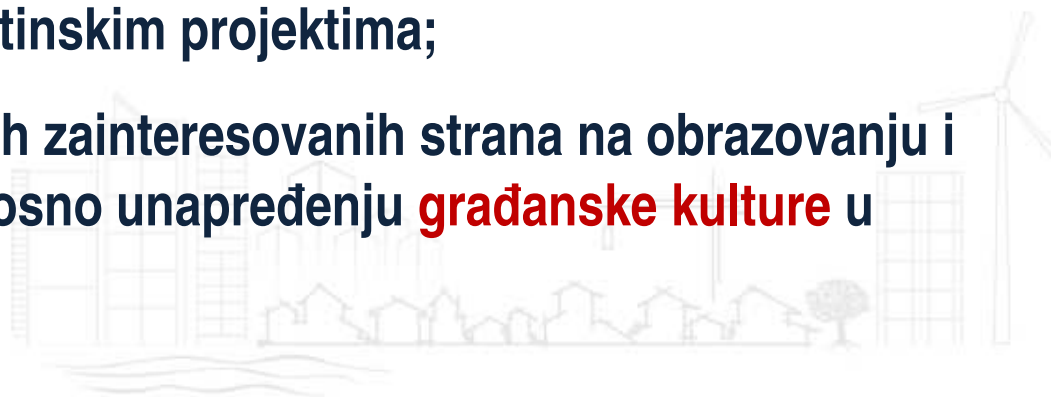 tinskim projektima;
h zainteresovanih strana na obrazovanju i
osno unapređenju građanske kulture u